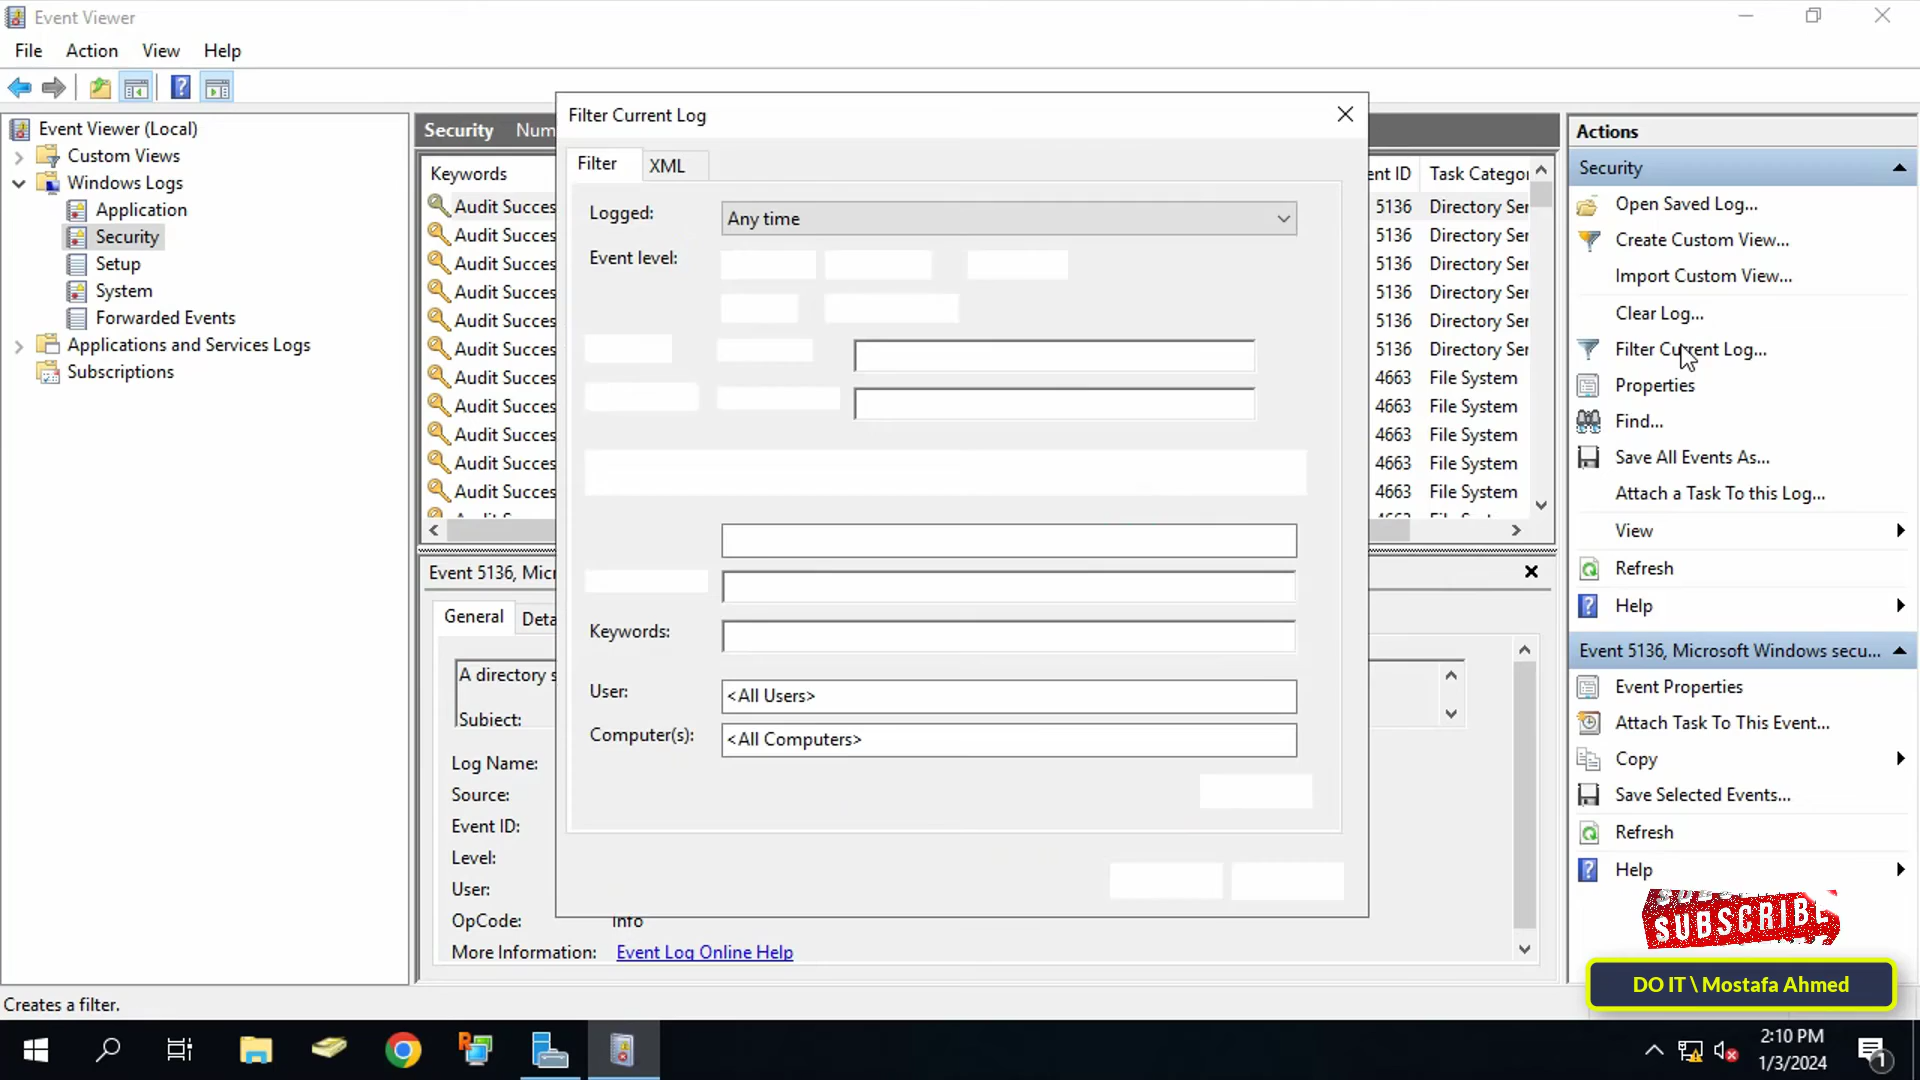 Event Viewer
File Action View Help
Event Viewer (Local)
Custom Views
Windows Logs
Application
Security
Setup
System
Forwarded Events
Applications and Services Logs
Subscriptions
Security Num
Keywords ent ID Task Categor
Audit Succes 5136 Directory Ser
Audit Succes 5136 Directory Ser
Audit Succes 5136 Directory Ser
Audit Succes 5136 Directory Ser
Audit Succes 5136 Directory Ser
Audit Succes 5136 Directory Ser
Audit Succes 4663 File System
Audit Succes 4663 File System
Audit Succes 4663 File System
Audit Succes 4663 File System
Audit Succes 4663 File System
Event 5136, Micr
General Deta
A directory s
Subject:
Log Name:
Source:
Event ID:
Level:
User:
OpCode: Info
More Information: Event Log Online Help
Filter Current Log
Filter XML
Logged: Any time
Event level:
Keywords:
User: <All Users>
Computer(s): <All Computers>
Actions
Security
Open Saved Log...
Create Custom View...
Import Custom View...
Clear Log...
Filter Current Log...
Properties
Find...
Save All Events As...
Attach a Task To this Log...
View
Refresh
Help
Event 5136, Microsoft Windows secu...
Event Properties
Attach Task To This Event...
Copy
Save Selected Events...
Refresh
Help
SUBSCRIBE
DO IT \ Mostafa Ahmed
Creates a filter.
2:10 PM
1/3/2024
1